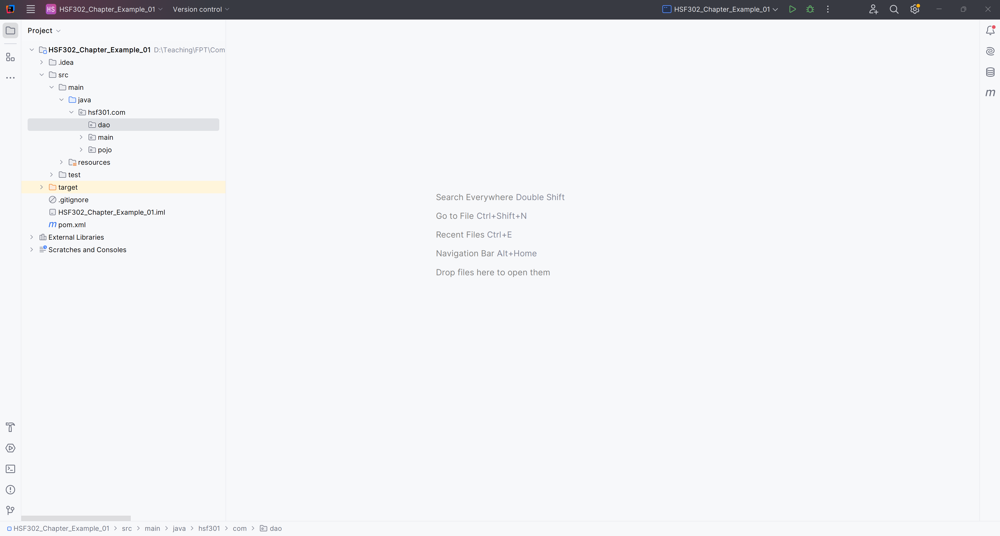 HS HSF302_Chapter_Example_01 Version control HSF302_Chapter_Example_01
Project
HSF302_Chapter_Example_01 D:\Teaching\FPT\Com
.idea
src
main
java
hsf301.com
dao
main
pojo
resources
test
target
.gitignore
HSF302_Chapter_Example_01.iml
m pom.xml
External Libraries
Scratches and Consoles
Search Everywhere Double Shift
Go to File Ctrl+Shift+N
Recent Files Ctrl+E
Navigation Bar Alt+Home
Drop files here to open them
m
HSF302_Chapter_Example_01 > src > main > java > hsf301 > com > dao